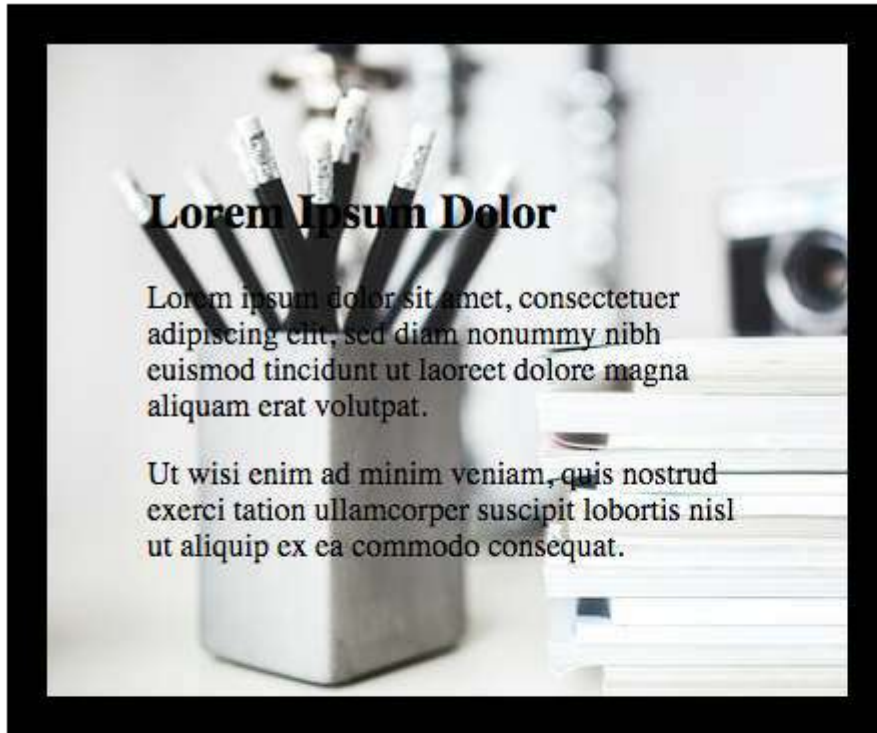 Lorem Ipsum Dolor
Lorem ipsum dolor sit amet, consectetuer
adipiscing elit, sed diam nonummy nibh
euismod tincidunt ut laoreet dolore magna
aliquam erat volutpat.
Ut wisi enim ad minim veniam, quis nostrud
exerci tation ullamcorper suscipit lobortis nisl
ut aliquip ex ea commodo consequat.